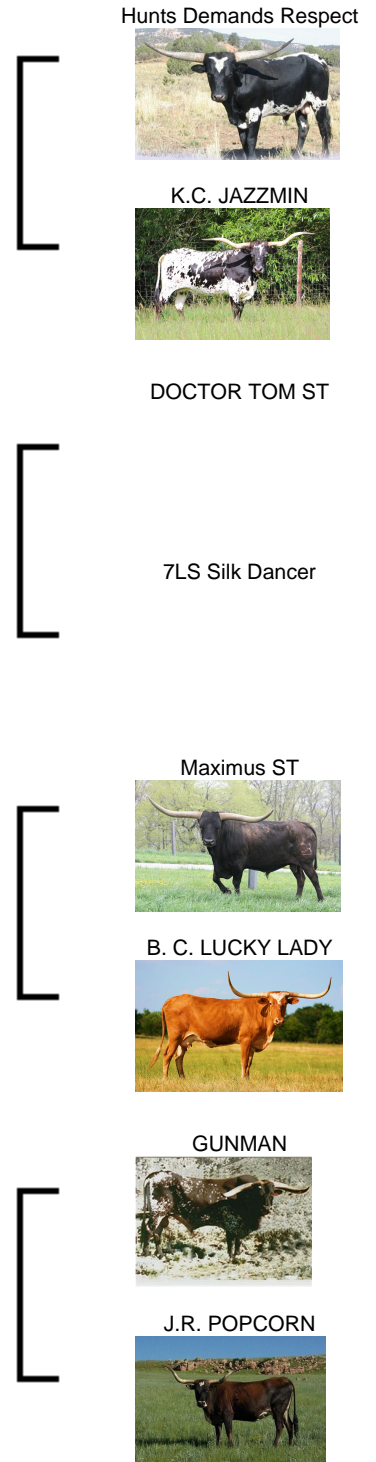 Hunts Demands Respect
K.C. JAZZMIN
DOCTOR TOM ST
7LS Silk Dancer
Maximus ST
B. C. LUCKY LADY
GUNMAN
J.R. POPCORN